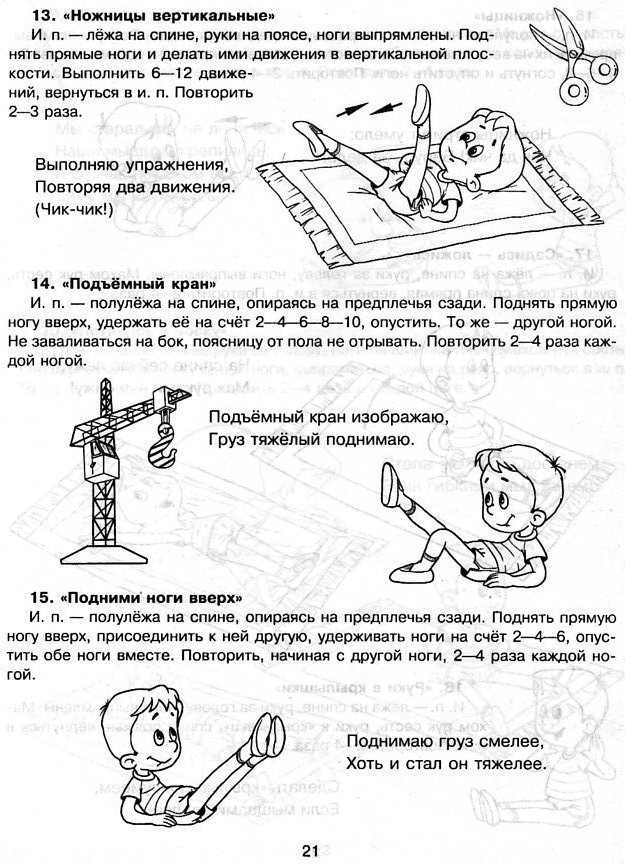 13. «Ножницы вертикальные»
И. п. — лёжа на спине, руки на поясе, ноги выпрямлены. Под-
нять прямые ноги и делать ими движения в вертикальной плос-
кости. Выполнить 6—12 движе-
ний, вернуться в и. п. Повторить
2—3 раза.
Выполняю упражнения,
Повторяя два движения.
(Чик-чик!)
14. «Подъёмный кран»
И. п. — полулёжа на спине, опираясь на предплечья сзади. Поднять прямую
ногу вверх, удержать её на счёт 2—4—6—8—10, опустить. То же — другой ногой.
Не заваливаться на бок, поясницу от пола не отрывать. Повторить 2—4 раза каж-
дой ногой.
Подъёмный кран изображаю,
Груз тяжёлый поднимаю.
15. «Подними ноги вверх»
И. п. — полулёжа на спине, опираясь на предплечья сзади. Поднять прямую
ногу вверх, присоединить к ней другую, удерживать ноги на счёт 2—4—6, опус-
тить обе ноги вместе. Повторить, начиная с другой ноги, 2—4 раза каждой но-
гой.
Поднимаю груз смелее,
Хоть и стал он тяжелее.
21